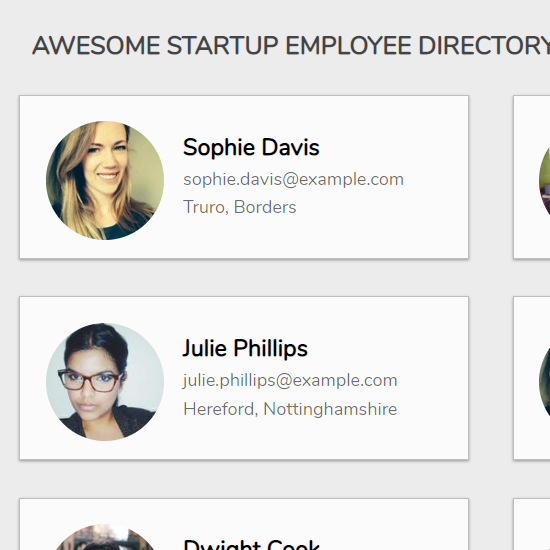 AWESOME STARTUP EMPLOYEE DIRECTORY
Sophie Davis
sophie.davis@example.com
Truro, Borders
Julie Phillips
julie.phillips@example.com
Hereford, Nottinghamshire
Dwight Cook